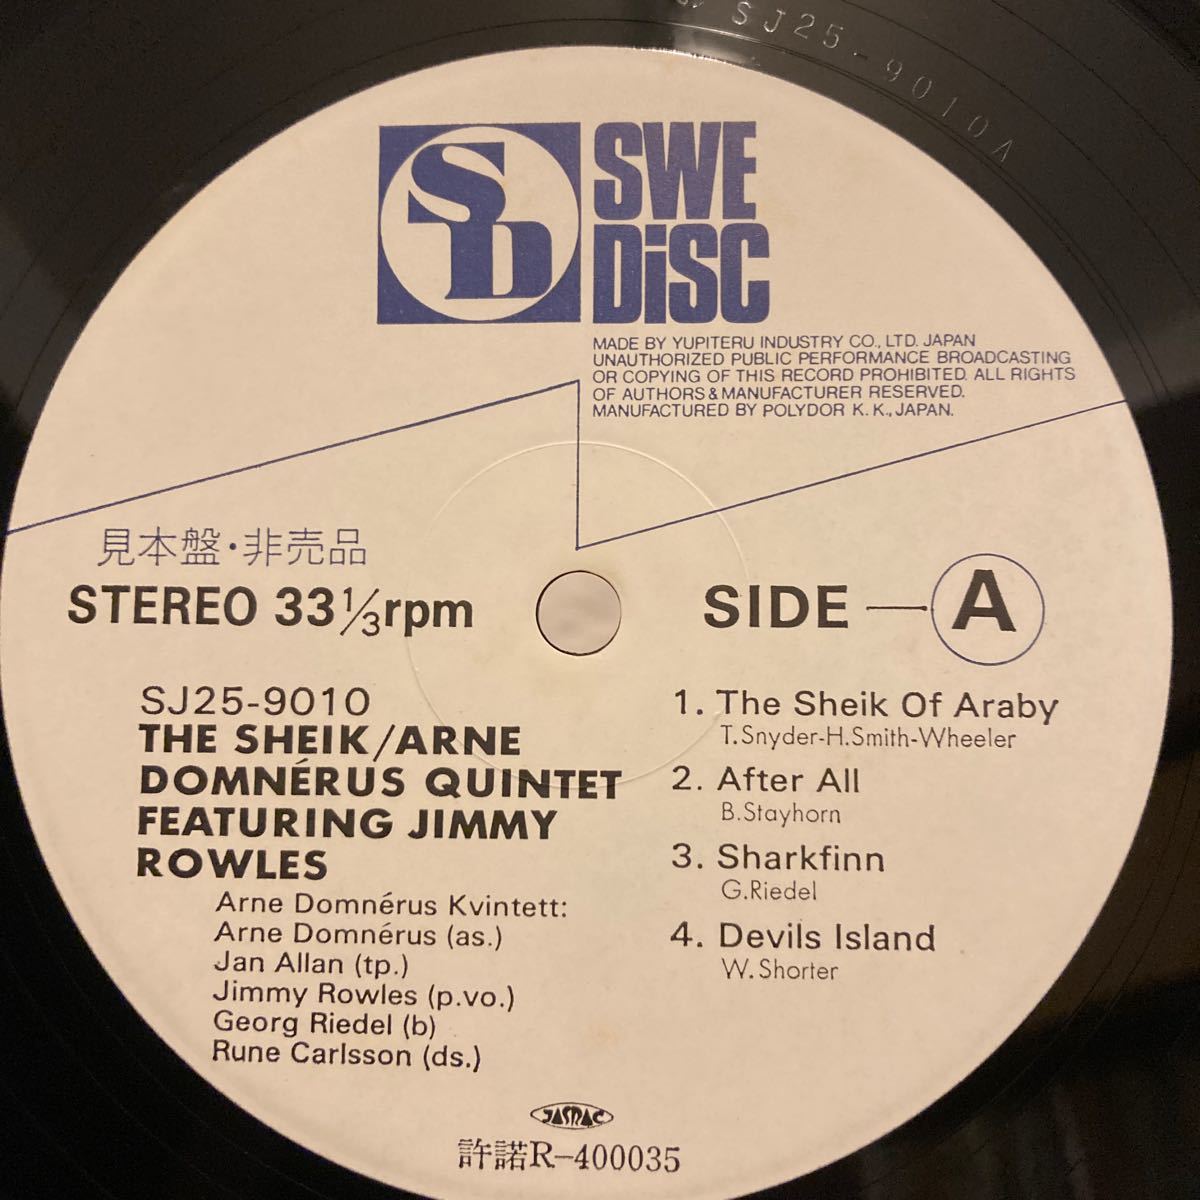 SJ25-9010A
SD
SWE
DiSC
MADE BY YUPITERU INDUSTRY CO., LTD. JAPAN
UNAUTHORIZED PUBLIC PERFORMANCE BROADCASTING
OR COPYING OF THIS RECORD PROHIBITED. ALL RIGHTS
OF AUTHORS & MANUFACTURER RESERVED.
MANUFACTURED BY POLYDOR K. K., JAPAN.
見本盤・非売品
STEREO 33 1/3 rpm
SIDE — A
SJ25-9010
THE SHEIK/ARNE
DOMNÉRUS QUINTET
FEATURING JIMMY
ROWLES
Arne Domnérus Kvintett:
Arne Domnérus (as.)
Jan Allan (tp.)
Jimmy Rowles (p.vo.)
Georg Riedel (b)
Rune Carlsson (ds.)
1. The Sheik Of Araby
T.Snyder-H.Smith-Wheeler
2. After All
B.Stayhorn
3. Sharkfinn
G.Riedel
4. Devils Island
W.Shorter
JASRAC
許諾R-400035